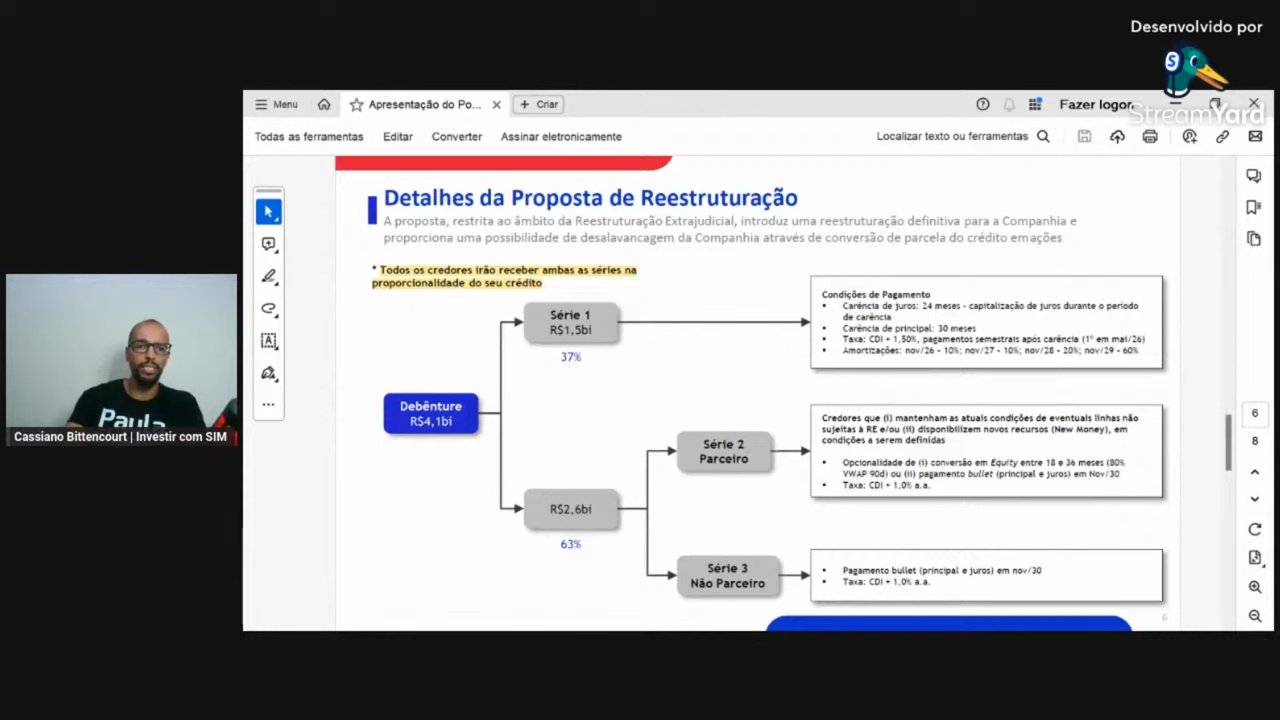 Desenvolvido por
StreamYard
Menu
Apresentação do Po...
Criar
Fazer logon
Todas as ferramentas
Editar
Converter
Assinar eletronicamente
Localizar texto ou ferramentas
Detalhes da Proposta de Reestruturação
A proposta, restrita ao âmbito da Reestruturação Extrajudicial, introduz uma reestruturação definitiva para a Companhia e
proporciona uma possibilidade de desalavancagem da Companhia através de conversão de parcela do crédito em ações
* Todos os credores irão receber ambas as séries na
proporcionalidade do seu crédito
Série 1
R$1,5bi
37%
Condições de Pagamento
• Carência de juros: 24 meses - capitalização de juros durante o período
de carência
• Carência de principal: 30 meses
• Taxa: CDI + 1,50%, pagamentos semestrais após carência (1º em mai/26)
• Amortizações: nov/26 - 10%; nov/27 - 10%; nov/28 - 20%; nov/29 - 60%
Debênture
R$4,1bi
Série 2
Parceiro
Credores que (i) mantenham as atuais condições de eventuais linhas não
sujeitas à RE e/ou (ii) disponibilizem novos recursos (New Money), em
condições a serem definidas
• Opcionalidade de (i) conversão em Equity entre 18 e 36 meses (80%
VWAP 90d) ou (ii) pagamento bullet (principal e juros) em Nov/30
• Taxa: CDI + 1,0% a.a.
R$2,6bi
63%
Série 3
Não Parceiro
• Pagamento bullet (principal e juros) em nov/30
• Taxa: CDI + 1,0% a.a.
6
6
8
Paula
Cassiano Bittencourt | Investir com SIM